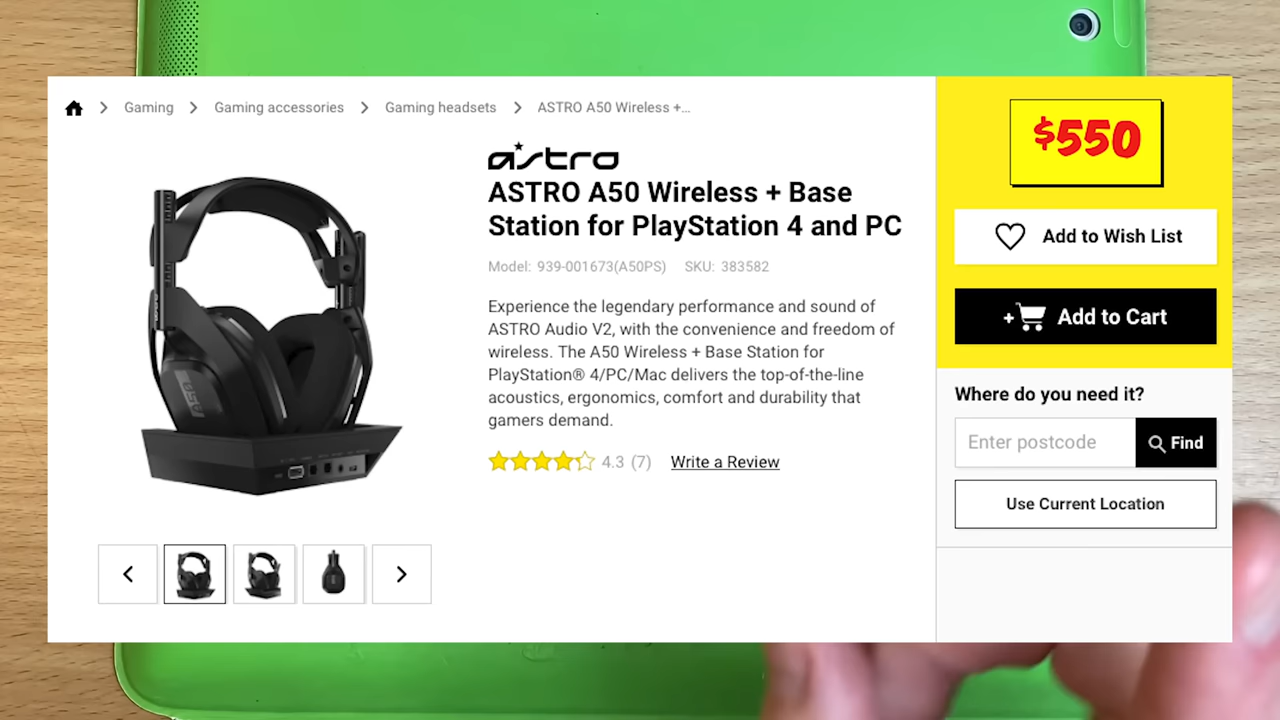 Gaming
Gaming accessories
Gaming headsets
ASTRO A50 Wireless +...
astro
ASTRO A50 Wireless + Base
Station for PlayStation 4 and PC
Model: 939-001673(A50PS)
SKU: 383582
Experience the legendary performance and sound of
ASTRO Audio V2, with the convenience and freedom of
wireless. The A50 Wireless + Base Station for
PlayStation® 4/PC/Mac delivers the top-of-the-line
acoustics, ergonomics, comfort and durability that
gamers demand.
4.3 (7)
Write a Review
$550
Add to Wish List
+ Add to Cart
Where do you need it?
Enter postcode
Find
Use Current Location
A50